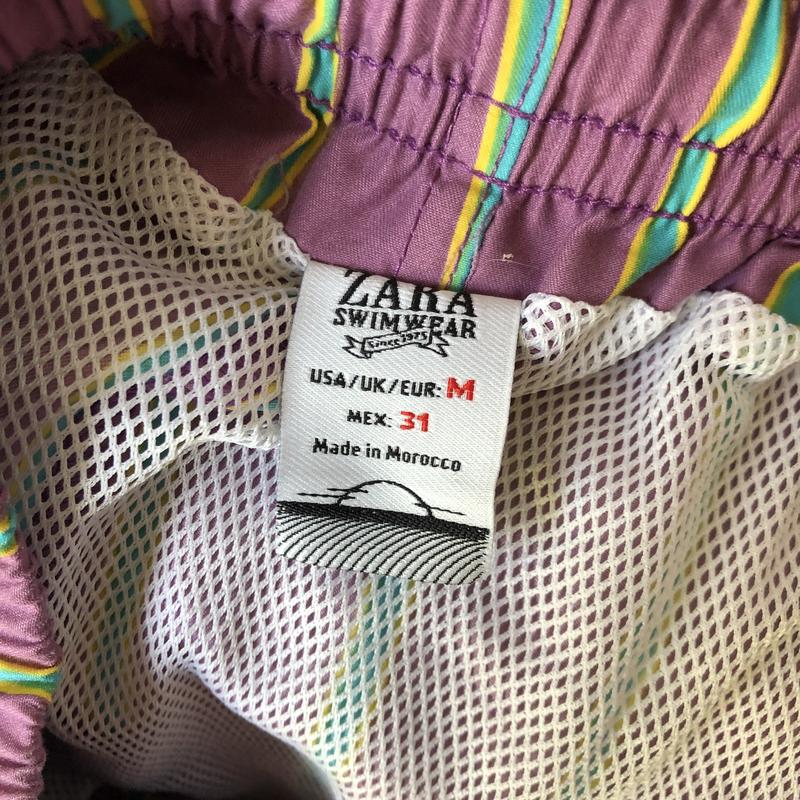 ZARA
SWIMWEAR
Since 1975
USA/UK/EUR: M
MEX: 31
Made in Morocco